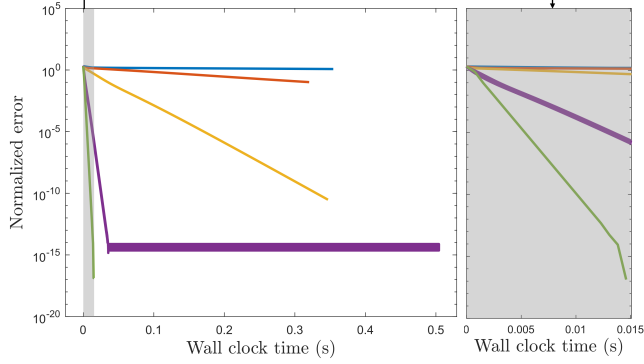 10^5
10^0
10^-5
10^-10
10^-15
10^-20
Normalized error
0 0.1 0.2 0.3 0.4 0.5
Wall clock time (s)
0 0.005 0.01 0.015
Wall clock time (s)